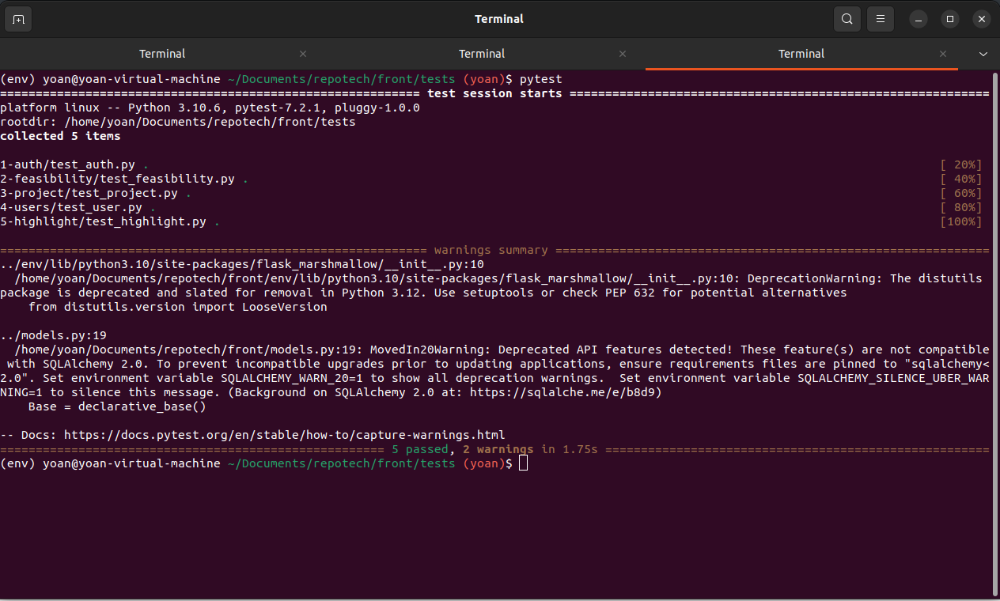 Terminal
Terminal
Terminal
Terminal
(env) yoan@yoan-virtual-machine ~/Documents/repotech/front/tests (yoan)$ pytest
=========================================================== test session starts ===========================================================
platform linux -- Python 3.10.6, pytest-7.2.1, pluggy-1.0.0
rootdir: /home/yoan/Documents/repotech/front/tests
collected 5 items
1-auth/test_auth.py . [ 20%]
2-feasibility/test_feasibility.py . [ 40%]
3-project/test_project.py . [ 60%]
4-users/test_user.py . [ 80%]
5-highlight/test_highlight.py . [100%]
============================================================ warnings summary =============================================================
../env/lib/python3.10/site-packages/flask_marshmallow/__init__.py:10
/home/yoan/Documents/repotech/front/env/lib/python3.10/site-packages/flask_marshmallow/__init__.py:10: DeprecationWarning: The distutils
package is deprecated and slated for removal in Python 3.12. Use setuptools or check PEP 632 for potential alternatives
from distutils.version import LooseVersion
../models.py:19
/home/yoan/Documents/repotech/front/models.py:19: MovedIn20Warning: Deprecated API features detected! These feature(s) are not compatible
with SQLAlchemy 2.0. To prevent incompatible upgrades prior to updating applications, ensure requirements files are pinned to "sqlalchemy<
2.0". Set environment variable SQLALCHEMY_WARN_20=1 to show all deprecation warnings.  Set environment variable SQLALCHEMY_SILENCE_UBER_WAR
NING=1 to silence this message. (Background on SQLAlchemy 2.0 at: https://sqlalche.me/e/b8d9)
Base = declarative_base()
-- Docs: https://docs.pytest.org/en/stable/how-to/capture-warnings.html
====================================================== 5 passed, 2 warnings in 1.75s ======================================================
(env) yoan@yoan-virtual-machine ~/Documents/repotech/front/tests (yoan)$